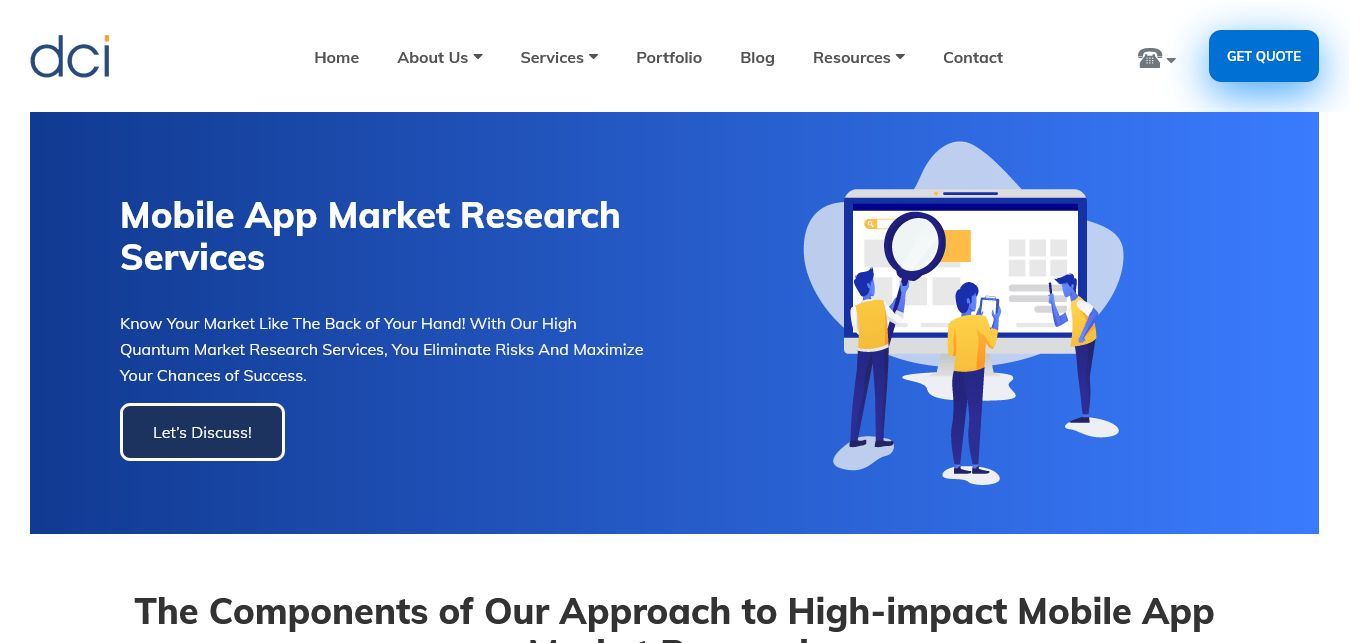 dci
Home
About Us
Services
Portfolio
Blog
Resources
Contact
GET QUOTE
Mobile App Market Research
Services
Know Your Market Like The Back of Your Hand! With Our High
Quantum Market Research Services, You Eliminate Risks And Maximize
Your Chances of Success.
Let's Discuss!
The Components of Our Approach to High-impact Mobile App
Market Research